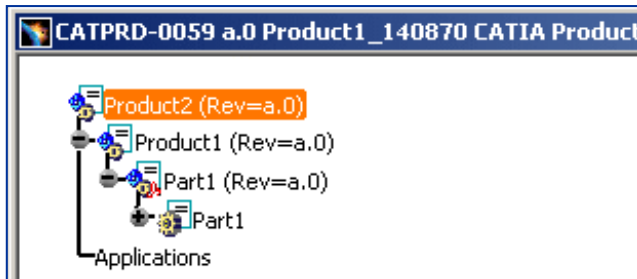 CATPRD-0059 a.0 Product1_140870 CATIA Product
Product2 (Rev=a.0)
Product1 (Rev=a.0)
Part1 (Rev=a.0)
Part1
Applications